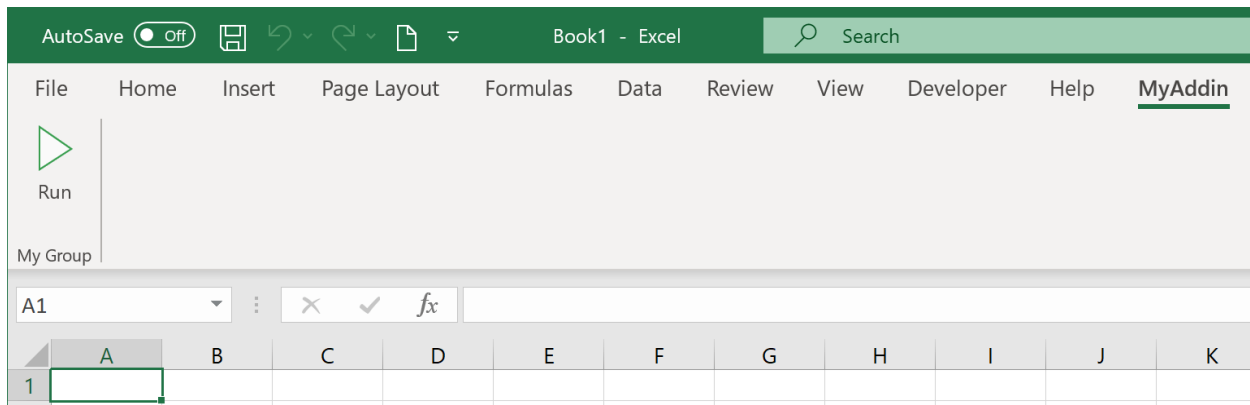 AutoSave Off Book1 - Excel Search
File Home Insert Page Layout Formulas Data Review View Developer Help MyAddin
Run
My Group
A1 fx
A B C D E F G H I J K
1